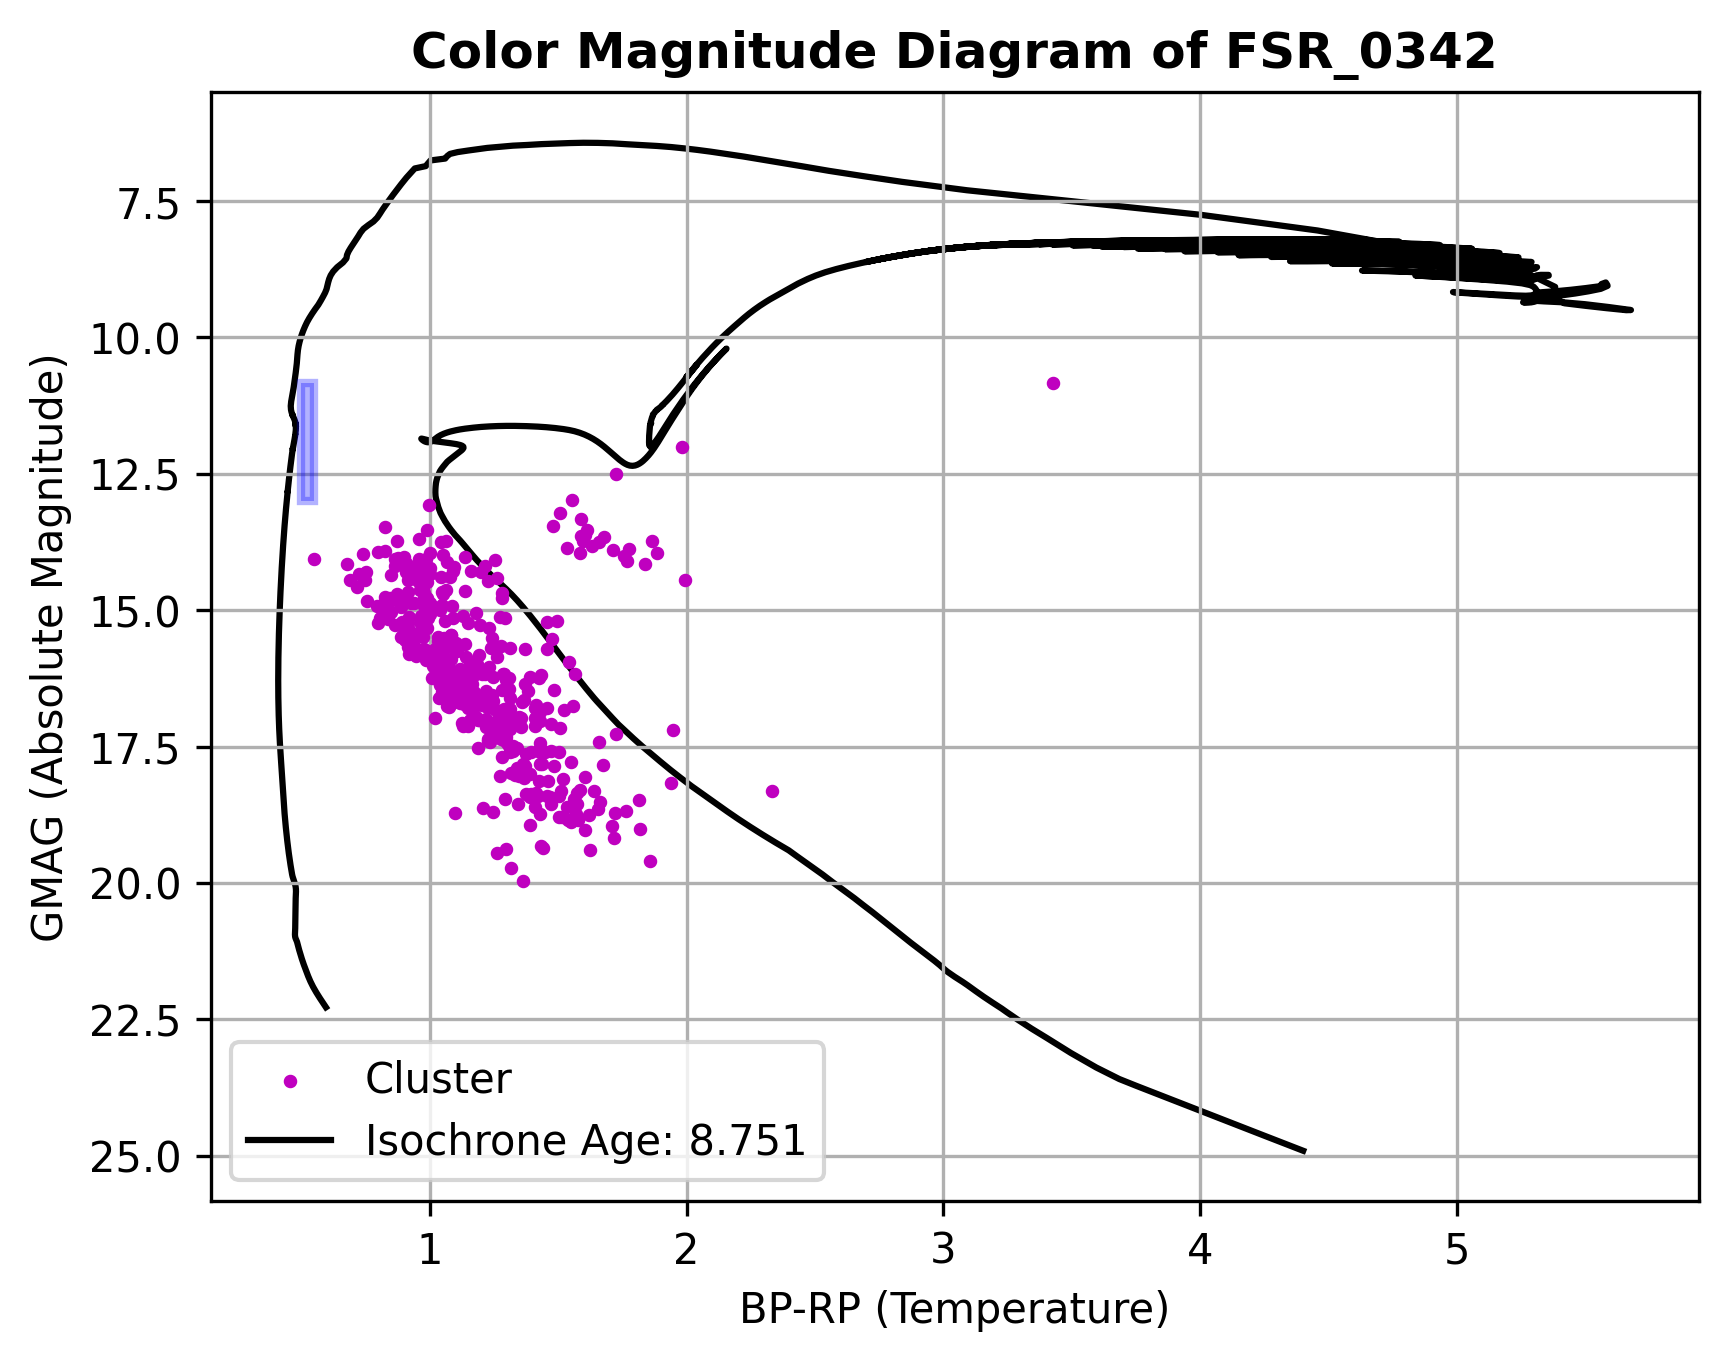 Color Magnitude Diagram of FSR_0342
GMAG (Absolute Magnitude)
7.5
10.0
12.5
15.0
17.5
20.0
22.5
25.0
Cluster
Isochrone Age: 8.751
1 2 3 4 5
BP-RP (Temperature)